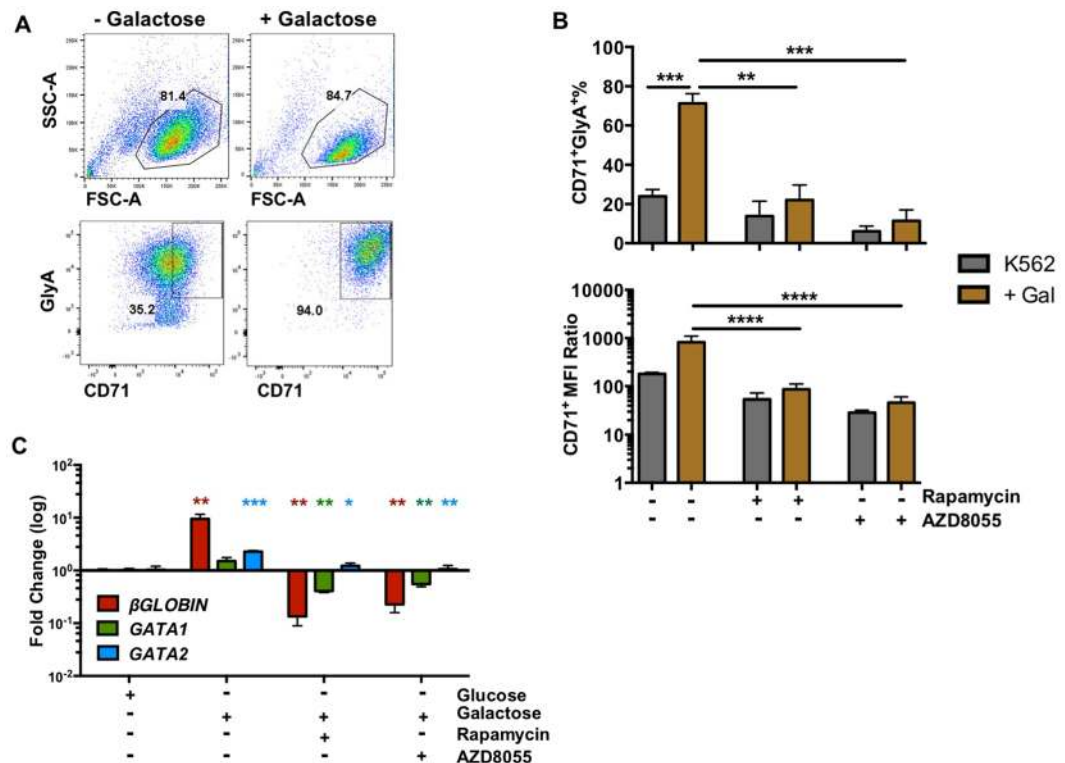 A
- Galactose + Galactose
SSC-A
81.4
84.7
FSC-A FSC-A
GlyA
35.2
94.0
CD71 CD71
B
CD71+GlyA+%
100
80
60
40
20
0
***
***
**
K562
+ Gal
CD71+ MFI Ratio
10000
1000
100
10
1
****
****
- - + + - - Rapamycin
- - - - + + AZD8055
C
Fold Change (log)
10²
10¹
10⁰
10⁻¹
10⁻²
** *** ** ** * ** ** **
βGLOBIN
GATA1
GATA2
+ - - - Glucose
- + + + Galactose
- - + - Rapamycin
- - - + AZD8055